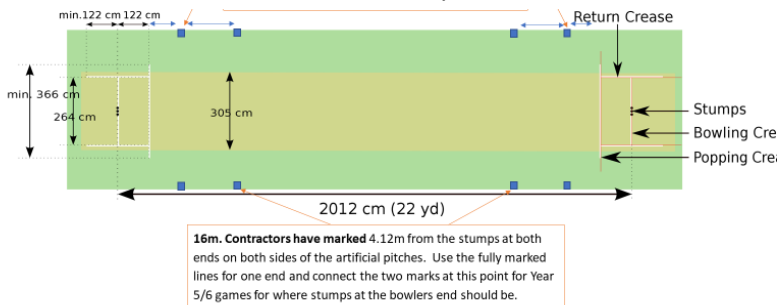 min.122 cm 122 cm
Return Crease
min. 366 cm
264 cm
305 cm
Stumps
Bowling Cre
Popping Crea
2012 cm (22 yd)
16m. Contractors have marked 4.12m from the stumps at both
ends on both sides of the artificial pitches. Use the fully marked
lines for one end and connect the two marks at this point for Year
5/6 games for where stumps at the bowlers end should be.